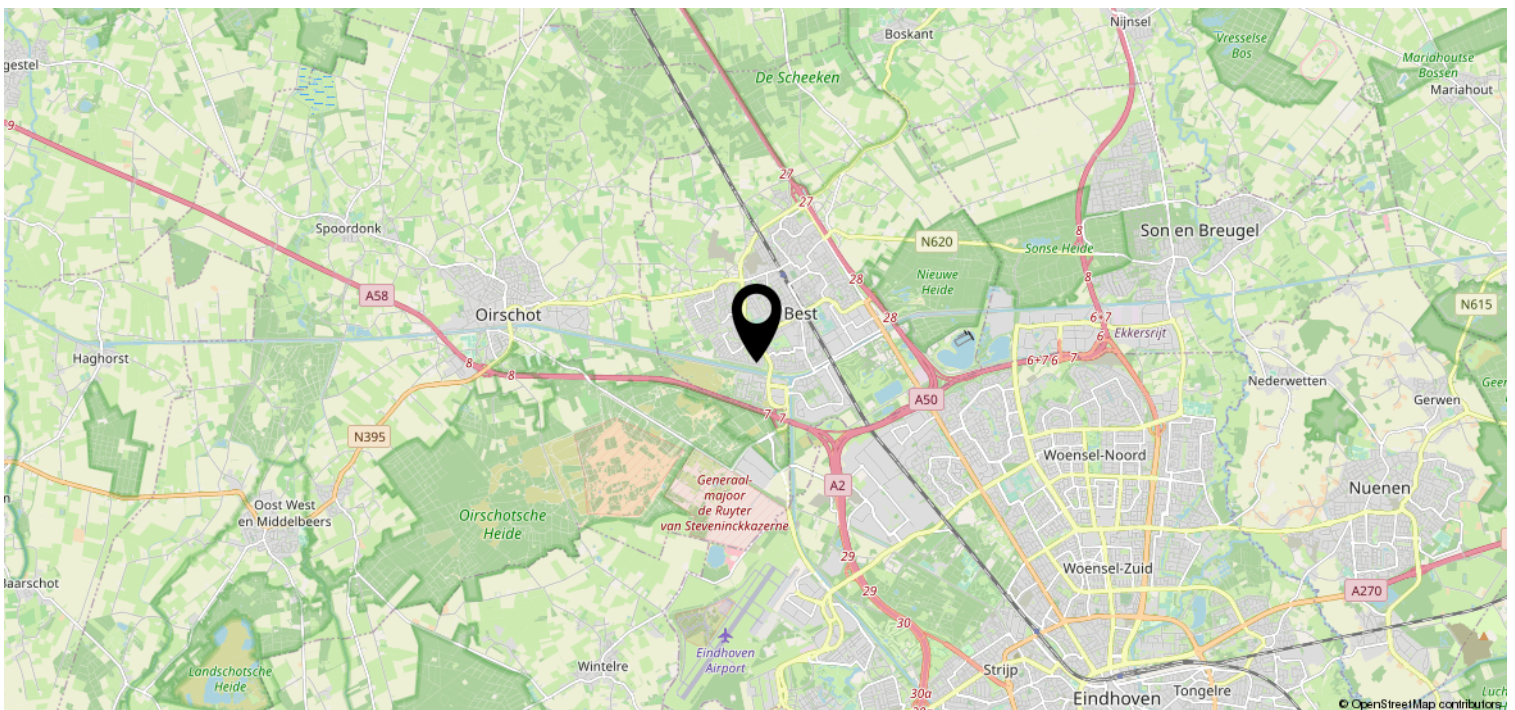 Nijnsel
Boskant
Vresselse
Bos
Mariahoutse
Bossen
Mariahout
gestel
De Scheeken
9
27
27
Spoordonk
N620
Son en Breugel
8
Sonse Heide
Nieuwe
Heide
28
8
A58
N615
Oirschot
Best
28
6+7
Ekkersrijt
6
Haghorst
8
8
6+7
6
7
Nederwetten
Gerwen
Geer
A50
7
7
N395
Woensel-Noord
Generaal-
majoor
de Ruyter
van Steveninckkazerne
A2
Nuenen
Oost West
en Middelbeers
Oirschotsche
Heide
29
Woensel-Zuid
aarschot
29
A270
30
Eindhoven
Airport
Landschotsche
Heide
Wintelre
Strijp
30a
Eindhoven
Tongelre
Luch
© OpenStreetMap contributors